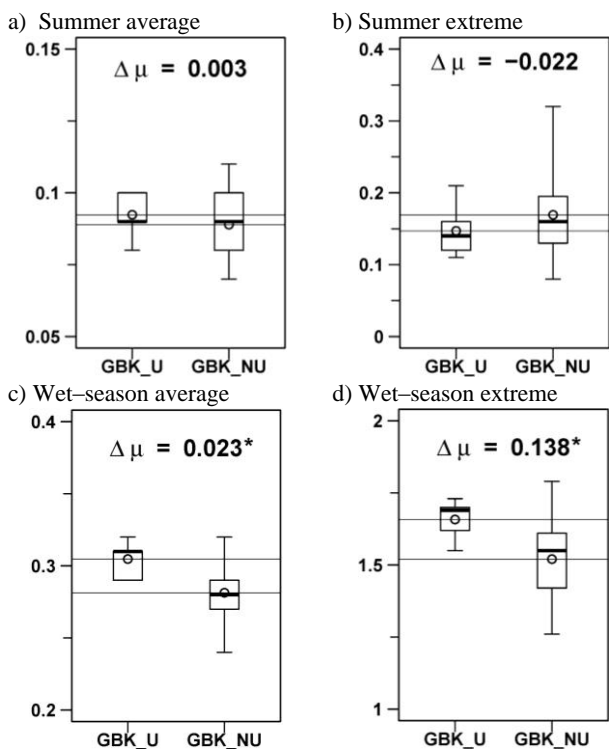 a) Summer average
b) Summer extreme
0.15
0.1
0.05
Δ μ = 0.003
GBK_U GBK_NU
0.4
0.3
0.2
0.1
0
Δ μ = −0.022
GBK_U GBK_NU
c) Wet–season average
d) Wet–season extreme
0.4
0.3
0.2
Δ μ = 0.023*
GBK_U GBK_NU
2
1.5
1
Δ μ = 0.138*
GBK_U GBK_NU